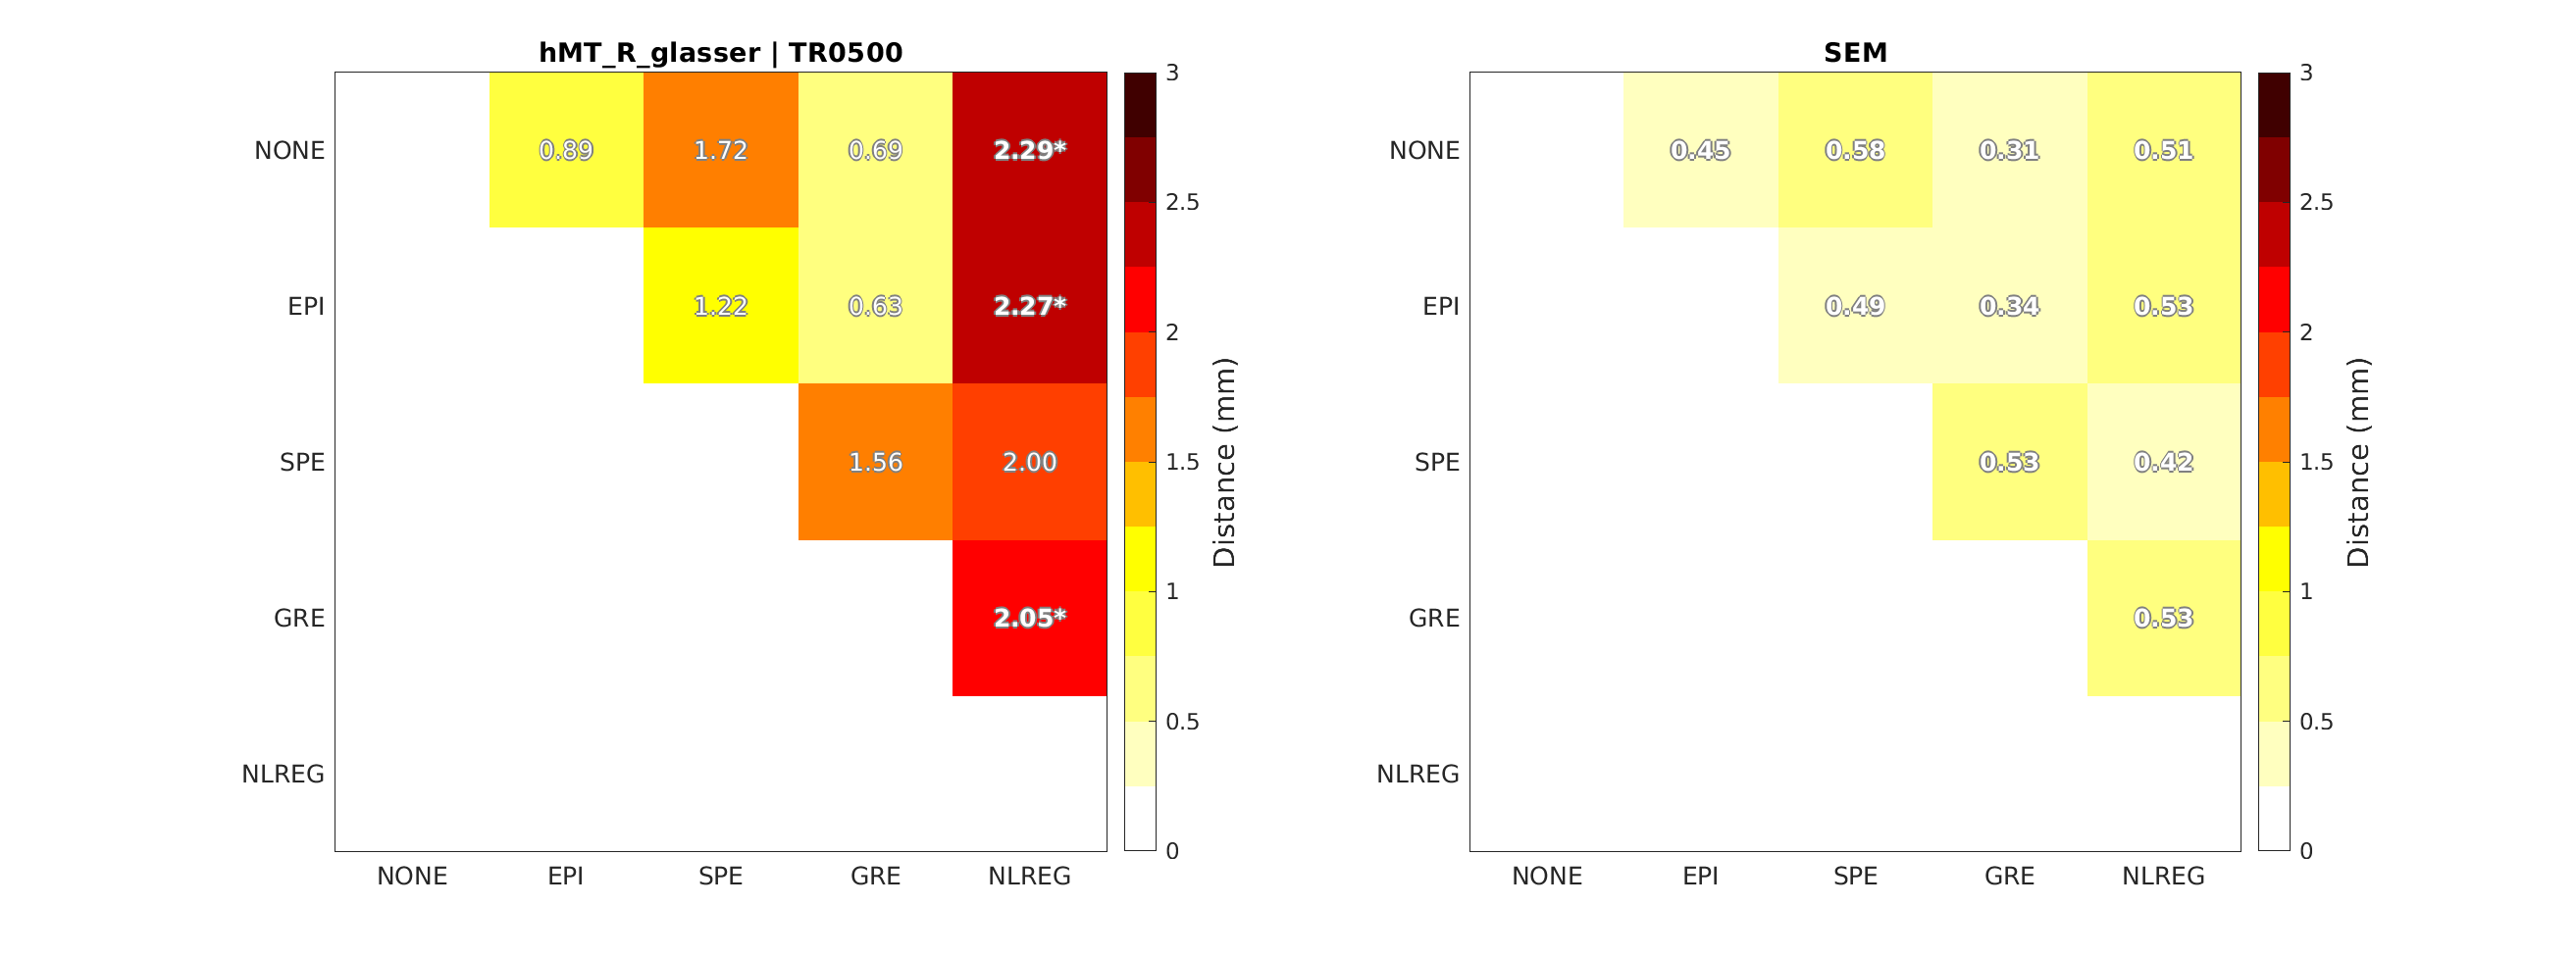 hMT_R_glasser | TR0500
NONE
EPI
SPE
GRE
NLREG
0.89 1.72 0.69 2.29*
1.22 0.63 2.27*
1.56 2.00
2.05*
NONE EPI SPE GRE NLREG
3
2.5
2
1.5
1
0.5
0
Distance (mm)
SEM
NONE
EPI
SPE
GRE
NLREG
0.45 0.58 0.31 0.51
0.49 0.34 0.53
0.53 0.42
0.53
NONE EPI SPE GRE NLREG
3
2.5
2
1.5
1
0.5
0
Distance (mm)